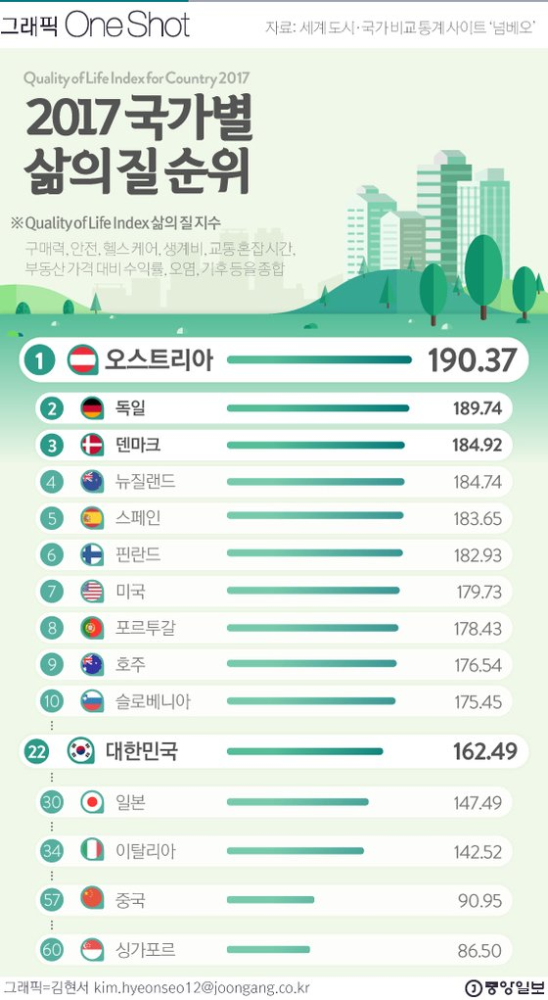 그래픽 One Shot
자료: 세계 도시·국가 비교 통계 사이트 '넘베오'
Quality of Life Index for Country 2017
2017 국가별
삶의 질 순위
※Quality of Life Index 삶의 질 지수
구매력, 안전, 헬스 케어, 생계비, 교통 혼잡 시간,
부동산 가격 대비 수익률, 오염, 기후 등을 종합
1 오스트리아 190.37
2 독일 189.74
3 덴마크 184.92
4 뉴질랜드 184.74
5 스페인 183.65
6 핀란드 182.93
7 미국 179.73
8 포르투갈 178.43
9 호주 176.54
10 슬로베니아 175.45
22 대한민국 162.49
30 일본 147.49
34 이탈리아 142.52
57 중국 90.95
60 싱가포르 86.50
그래픽=김현서 kim.hyeonseo12@joongang.co.kr
중앙일보